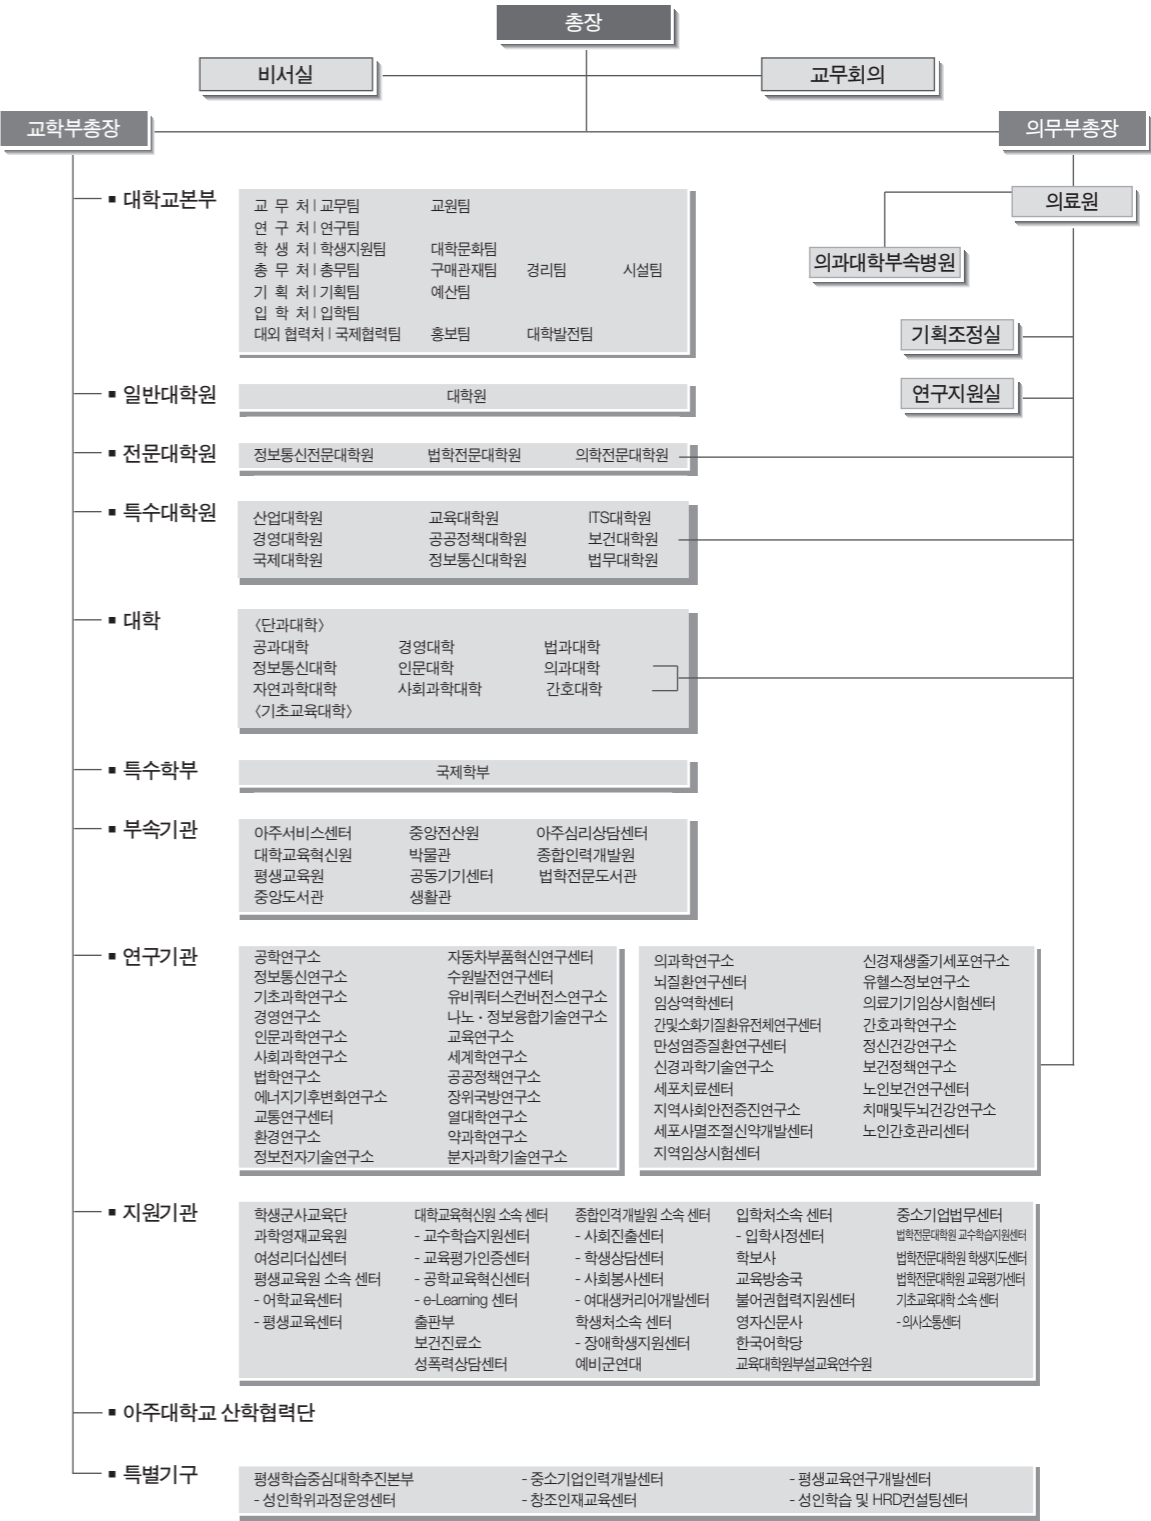 총장
비서실
교무회의
교학부총장
의무부총장
의료원
의과대학부속병원
기획조정실
연구지원실
▪ 대학교본부
교 무 처 | 교무팀 교원팀
연 구 처 | 연구팀
학 생 처 | 학생지원팀 대학문화팀
총 무 처 | 총무팀 구매관재팀 경리팀 시설팀
기 획 처 | 기획팀 예산팀
입 학 처 | 입학팀
대외 협력처 | 국제협력팀 홍보팀 대학발전팀
▪ 일반대학원
대학원
▪ 전문대학원
정보통신전문대학원 법학전문대학원 의학전문대학원
▪ 특수대학원
산업대학원 교육대학원 ITS대학원
경영대학원 공공정책대학원 보건대학원
국제대학원 정보통신대학원 법무대학원
▪ 대학
〈단과대학〉
공과대학 경영대학 법과대학
정보통신대학 인문대학 의과대학
자연과학대학 사회과학대학 간호대학
〈기초교육대학〉
▪ 특수학부
국제학부
▪ 부속기관
아주서비스센터 중앙전산원 아주심리상담센터
대학교육혁신원 박물관 종합인력개발원
평생교육원 공동기기센터 법학전문도서관
중앙도서관 생활관
▪ 연구기관
공학연구소 자동차부품혁신연구센터
정보통신연구소 수원발전연구센터
기초과학연구소 유비쿼터스컨버전스연구소
경영연구소 나노·정보융합기술연구소
인문과학연구소 교육연구소
사회과학연구소 세계학연구소
법학연구소 공공정책연구소
에너지기후변화연구소 장위국방연구소
교통연구센터 열대학연구소
환경연구소 약과학연구소
정보전자기술연구소 분자과학기술연구소
의과학연구소 신경재생줄기세포연구소
뇌질환연구센터 유헬스정보연구소
임상역학센터 의료기기임상시험센터
간및소화기질환유전체연구센터 간호과학연구소
만성염증질환연구센터 정신건강연구소
신경과학기술연구소 보건정책연구소
세포치료센터 노인보건연구센터
지역사회안전증진연구소 치매및두뇌건강연구소
세포사멸조절신약개발센터 노인간호관리센터
지역임상시험센터
▪ 지원기관
학생군사교육단 대학교육혁신원 소속 센터 종합인격개발원 소속 센터 입학처소속 센터 중소기업법무센터
과학영재교육원 - 교수학습지원센터 - 사회진출센터 - 입학사정센터 법학전문대학원 교수학습지원센터
여성리더십센터 - 교육평가인증센터 - 학생상담센터 학보사 법학전문대학원 학생지도센터
평생교육원 소속 센터 - 공학교육혁신센터 - 사회봉사센터 교육방송국 법학전문대학원 교육평가센터
- 어학교육센터 - e-Learning 센터 - 여대생커리어개발센터 불어권협력지원센터 기초교육대학 소속 센터
- 평생교육센터 출판부 학생처소속 센터 영자신문사 - 의사소통센터
보건진료소 - 장애학생지원센터 한국어학당
성폭력상담센터 예비군연대 교육대학원부설교육연수원
▪ 아주대학교 산학협력단
▪ 특별기구
평생학습중심대학추진본부 - 중소기업인력개발센터 - 평생교육연구개발센터
- 성인학위과정운영센터 - 창조인재교육센터 - 성인학습 및 HRD컨설팅센터